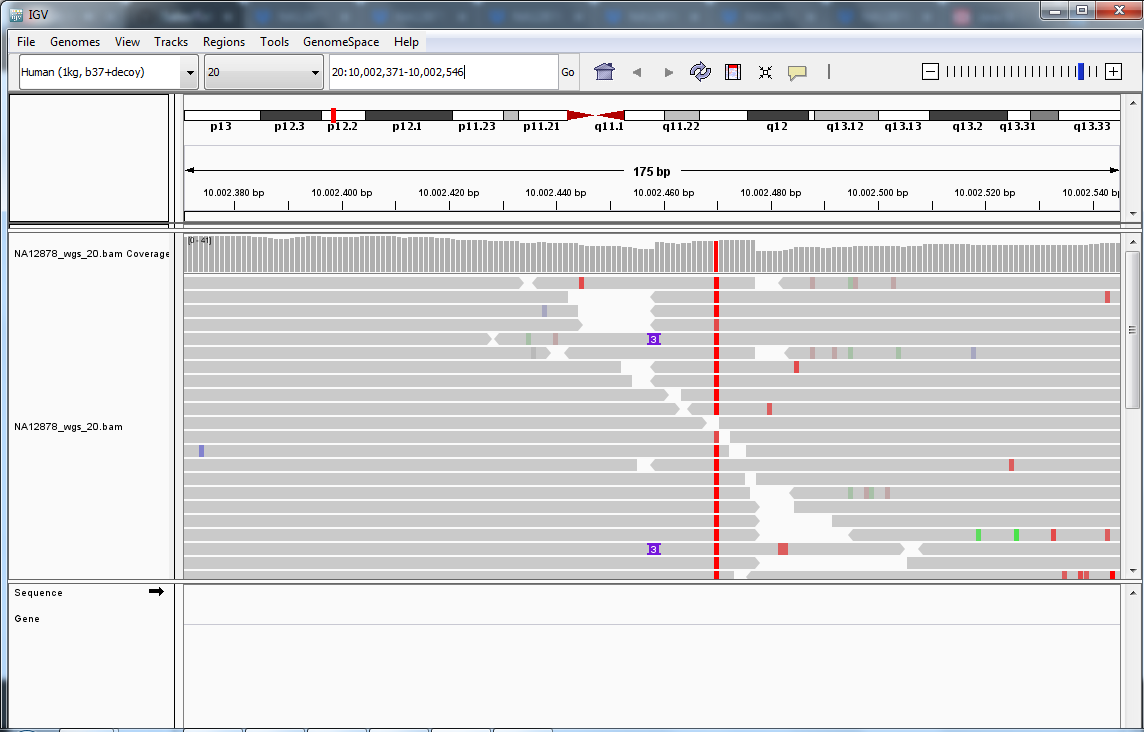 IGV
File Genomes View Tracks Regions Tools GenomeSpace Help
Human (1kg, b37+decoy) 20 20:10,002,371-10,002,546 Go
p13 p12.3 p12.2 p12.1 p11.23 p11.21 q11.1 q11.22 q12 q13.12 q13.13 q13.2 q13.31 q13.33
175 bp
10.002.380 bp 10.002.400 bp 10.002.420 bp 10.002.440 bp 10.002.460 bp 10.002.480 bp 10.002.500 bp 10.002.520 bp 10.002.540 bp
[0 - 41]
NA12878_wgs_20.bam Coverage
3
NA12878_wgs_20.bam
3
Sequence
Gene